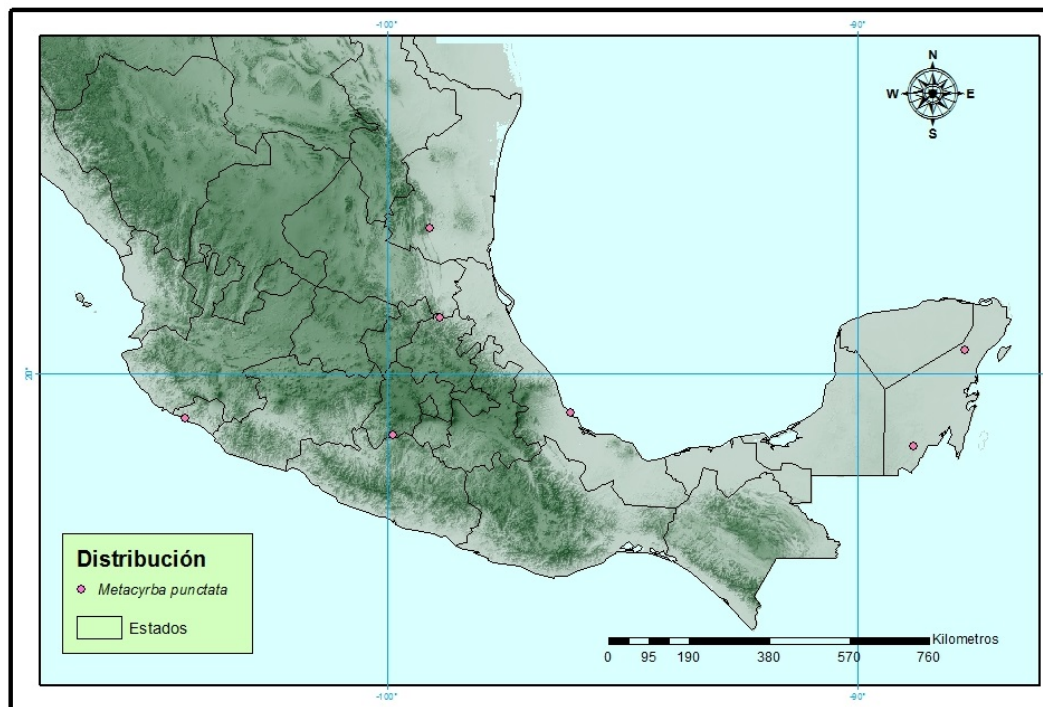 -100°
-90°
N
W E
S
20°
Distribución
Metacyrba punctata
Estados
Kilometros
0 95 190 380 570 760
-100°
-90°